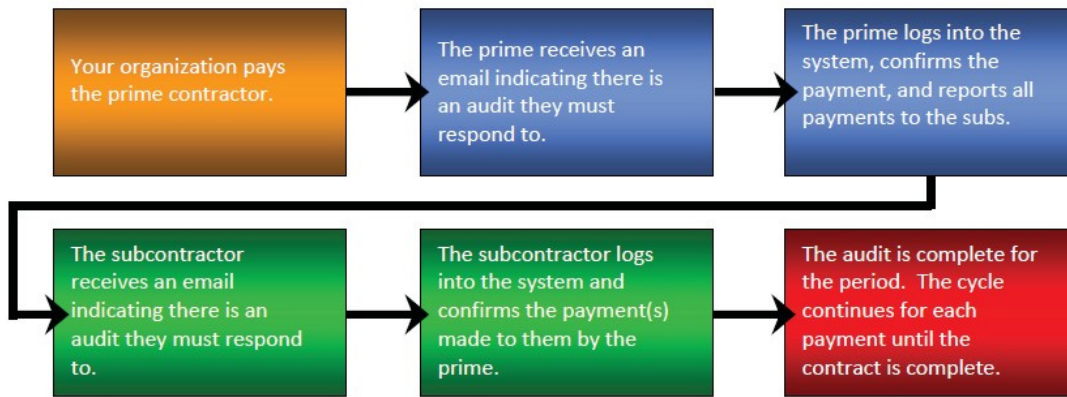 Your organization pays
the prime contractor.
The prime receives an
email indicating there is
an audit they must
respond to.
The prime logs into the
system, confirms the
payment, and reports all
payments to the subs.
The subcontractor
receives an email
indicating there is an
audit they must respond
to.
The subcontractor logs
into the system and
confirms the payment(s)
made to them by the
prime.
The audit is complete for
the period.  The cycle
continues for each
payment until the
contract is complete.